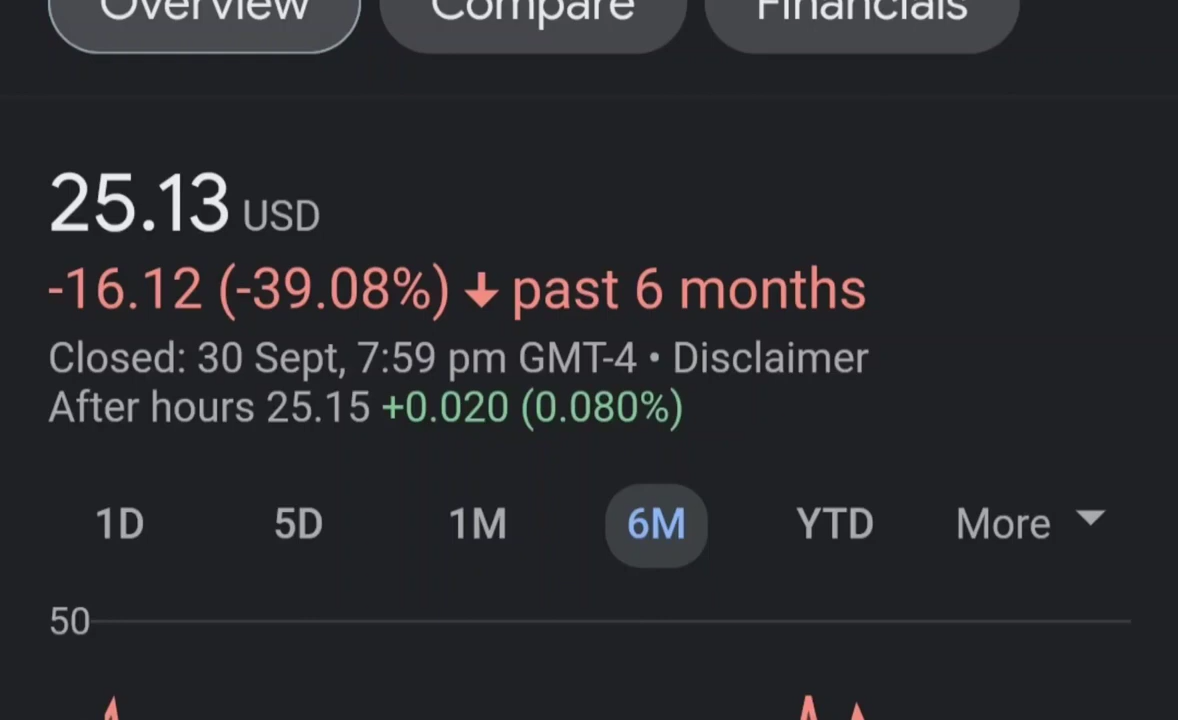 Overview Compare Financials
25.13 USD
-16.12 (-39.08%) ↓ past 6 months
Closed: 30 Sept, 7:59 pm GMT-4 • Disclaimer
After hours 25.15 +0.020 (0.080%)
1D 5D 1M 6M YTD More
50